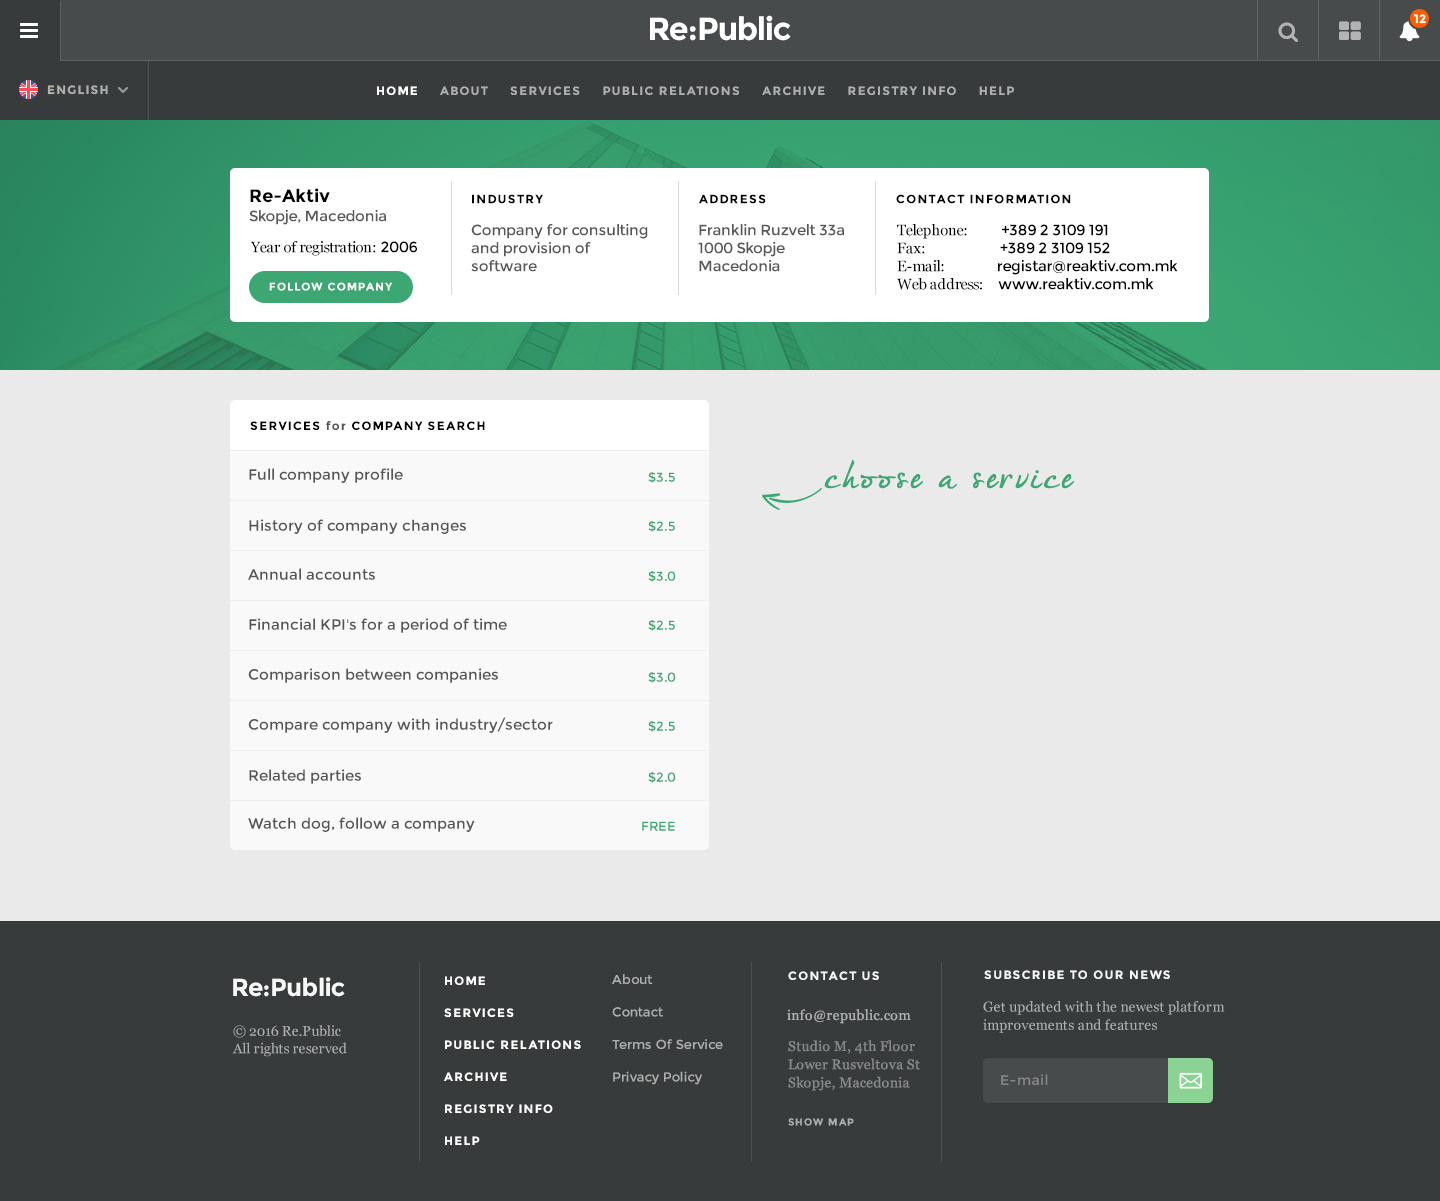 Re:Public
12
ENGLISH
HOME ABOUT SERVICES PUBLIC RELATIONS ARCHIVE REGISTRY INFO HELP
Re-Aktiv
Skopje, Macedonia
Year of registration: 2006
FOLLOW COMPANY
INDUSTRY
Company for consulting
and provision of
software
ADDRESS
Franklin Ruzvelt 33a
1000 Skopje
Macedonia
CONTACT INFORMATION
Telephone: +389 2 3109 191
Fax: +389 2 3109 152
E-mail: registar@reaktiv.com.mk
Web address: www.reaktiv.com.mk
SERVICES for COMPANY SEARCH
Full company profile $3.5
History of company changes $2.5
Annual accounts $3.0
Financial KPI's for a period of time $2.5
Comparison between companies $3.0
Compare company with industry/sector $2.5
Related parties $2.0
Watch dog, follow a company FREE
choose a service
Re:Public
© 2016 Re.Public
All rights reserved
HOME
SERVICES
PUBLIC RELATIONS
ARCHIVE
REGISTRY INFO
HELP
About
Contact
Terms Of Service
Privacy Policy
CONTACT US
info@republic.com
Studio M, 4th Floor
Lower Rusveltova St
Skopje, Macedonia
SHOW MAP
SUBSCRIBE TO OUR NEWS
Get updated with the newest platform
improvements and features
E-mail